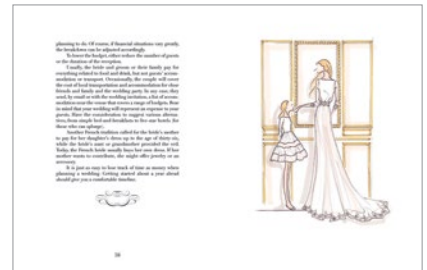 planning to do. Of course, if financial situations vary greatly,
the breakdown can be adjusted accordingly.
To lower the budget, either reduce the number of guests
or the duration of the reception.
Usually, the bride and groom or their family pay for
everything related to food and drink, but not guests' accom-
modation or transport. Occasionally, the couple will cover
the cost of local transportation and accommodation for close
friends and family and the wedding party. In any case, they
send, by email or with the wedding invitation, a list of accom-
modation near the venue that covers a range of budgets. Bear
in mind that your wedding will represent an expense to your
guests. Have the consideration to suggest various alterna-
tives, from simple bed-and-breakfasts to five-star hotels, for
those who can splurge.
Another French tradition called for the bride's mother
to pay for her daughter's dress up to the age of thirty-six,
while the bride's aunt or grandmother provided the veil.
Today, the French bride usually buys her own dress. If her
mother wants to contribute, she might offer jewelry or an
accessory.
It is just as easy to lose track of time as money when
planning a wedding. Getting started about a year ahead
should give you a comfortable timeline.